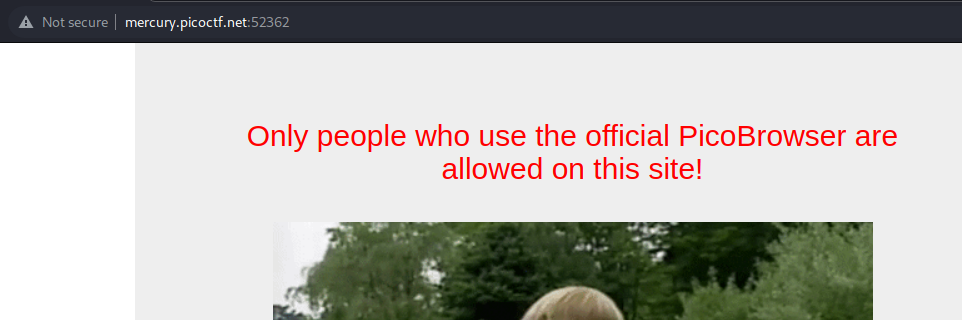 Not secure mercury.picoctf.net:52362
Only people who use the official PicoBrowser are
allowed on this site!